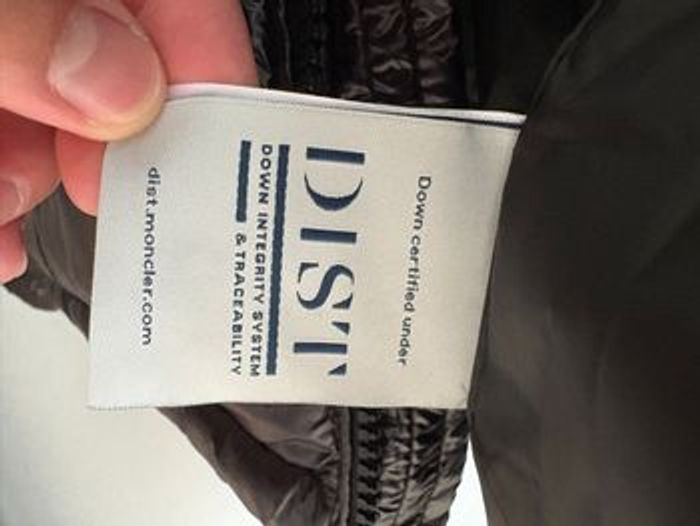 Down certified under
DIST
DOWN INTEGRITY SYSTEM
& TRACEABILITY
dist.moncler.com